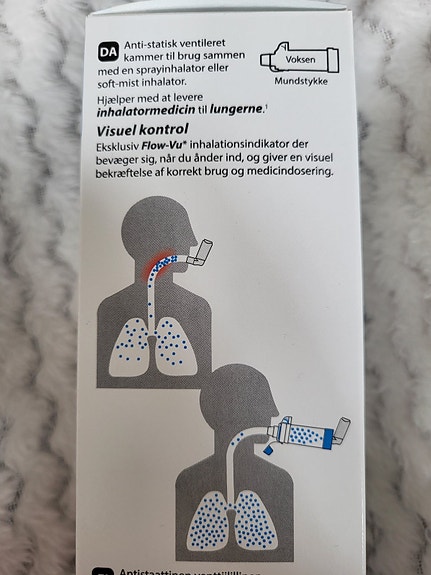 DA Anti-statisk ventileret
kammer til brug sammen
med en sprayinhalator eller
soft-mist inhalator.
Voksen
Mundstykke
Hjælper med at levere
inhalatormedicin til lungerne.¹
Visuel kontrol
Eksklusiv Flow-Vu* inhalationsindikator der
bevæger sig, når du ånder ind, og giver en visuel
bekræftelse af korrekt brug og medicindosering.